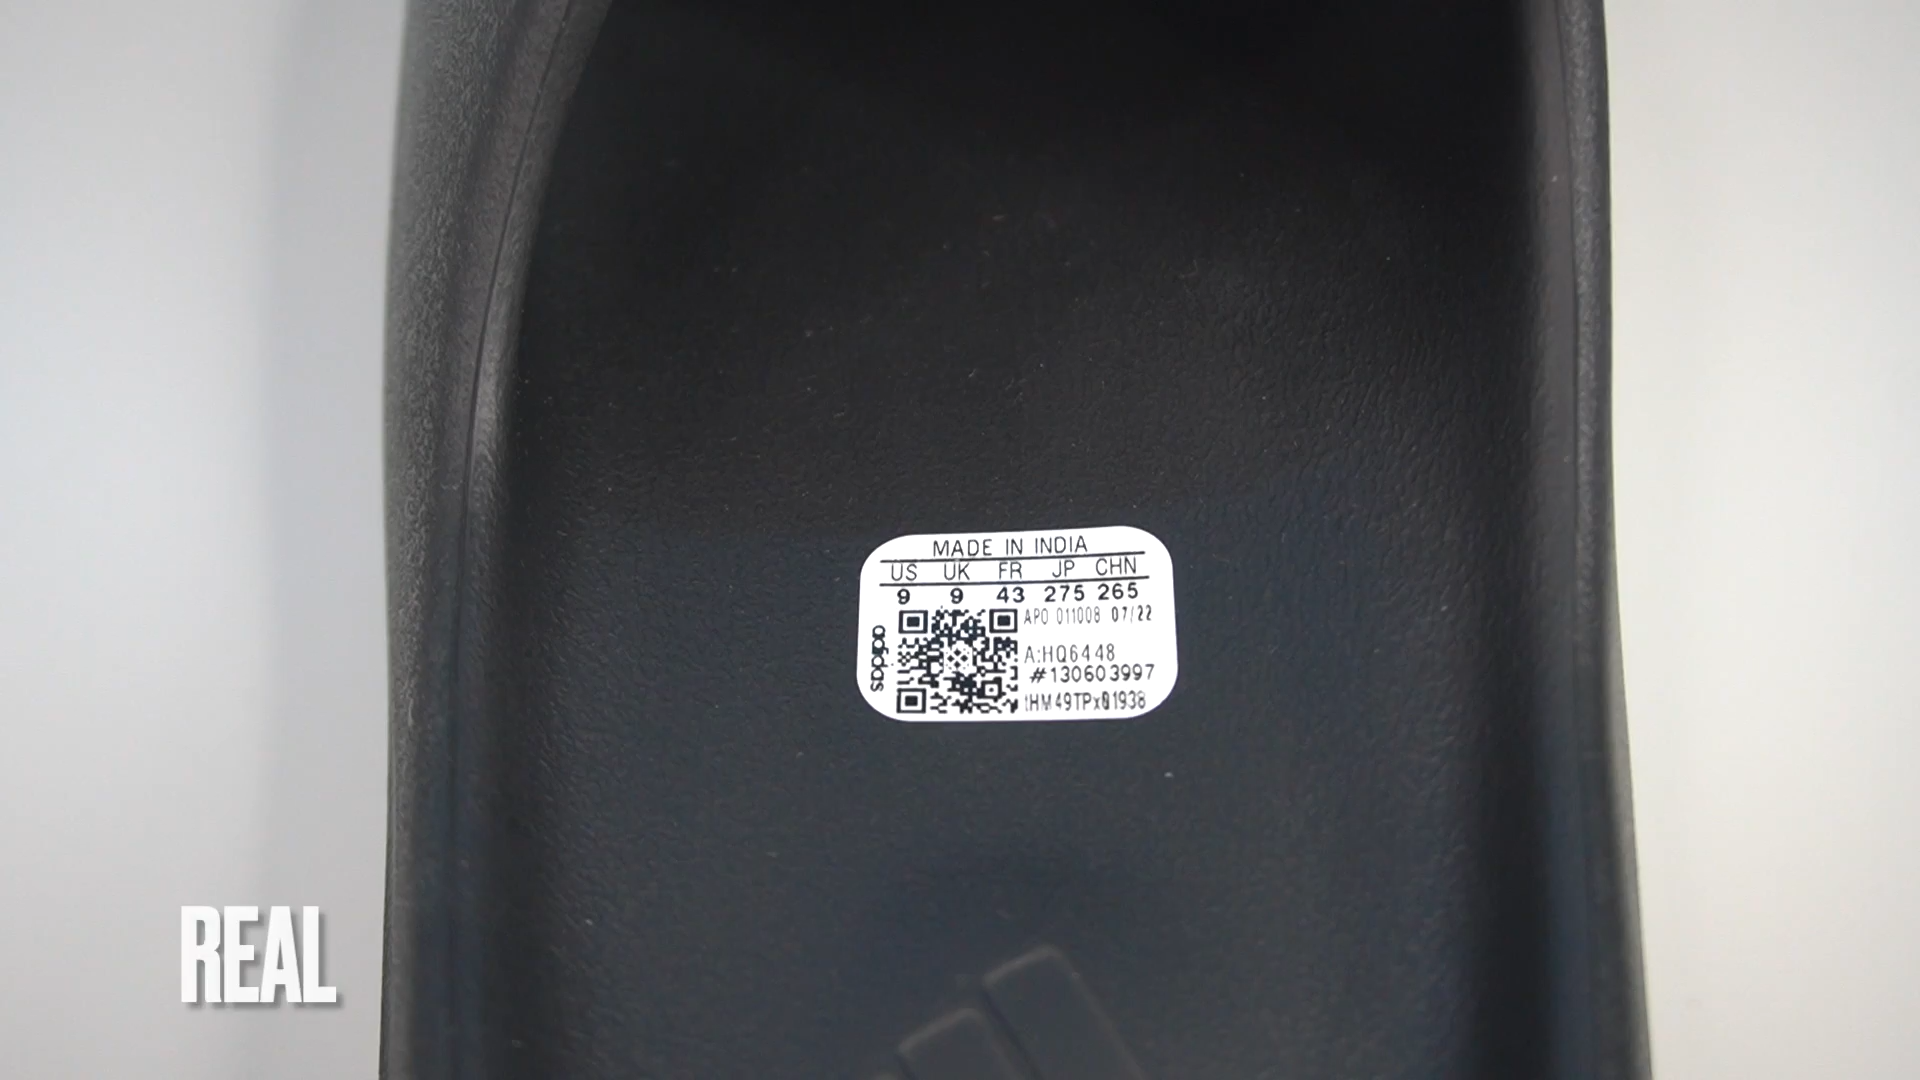 MADE IN INDIA
US UK FR JP CHN
9 9 43 275 265
APO 011008 07/22
adidas
A:HQ6448
#130603997
REAL